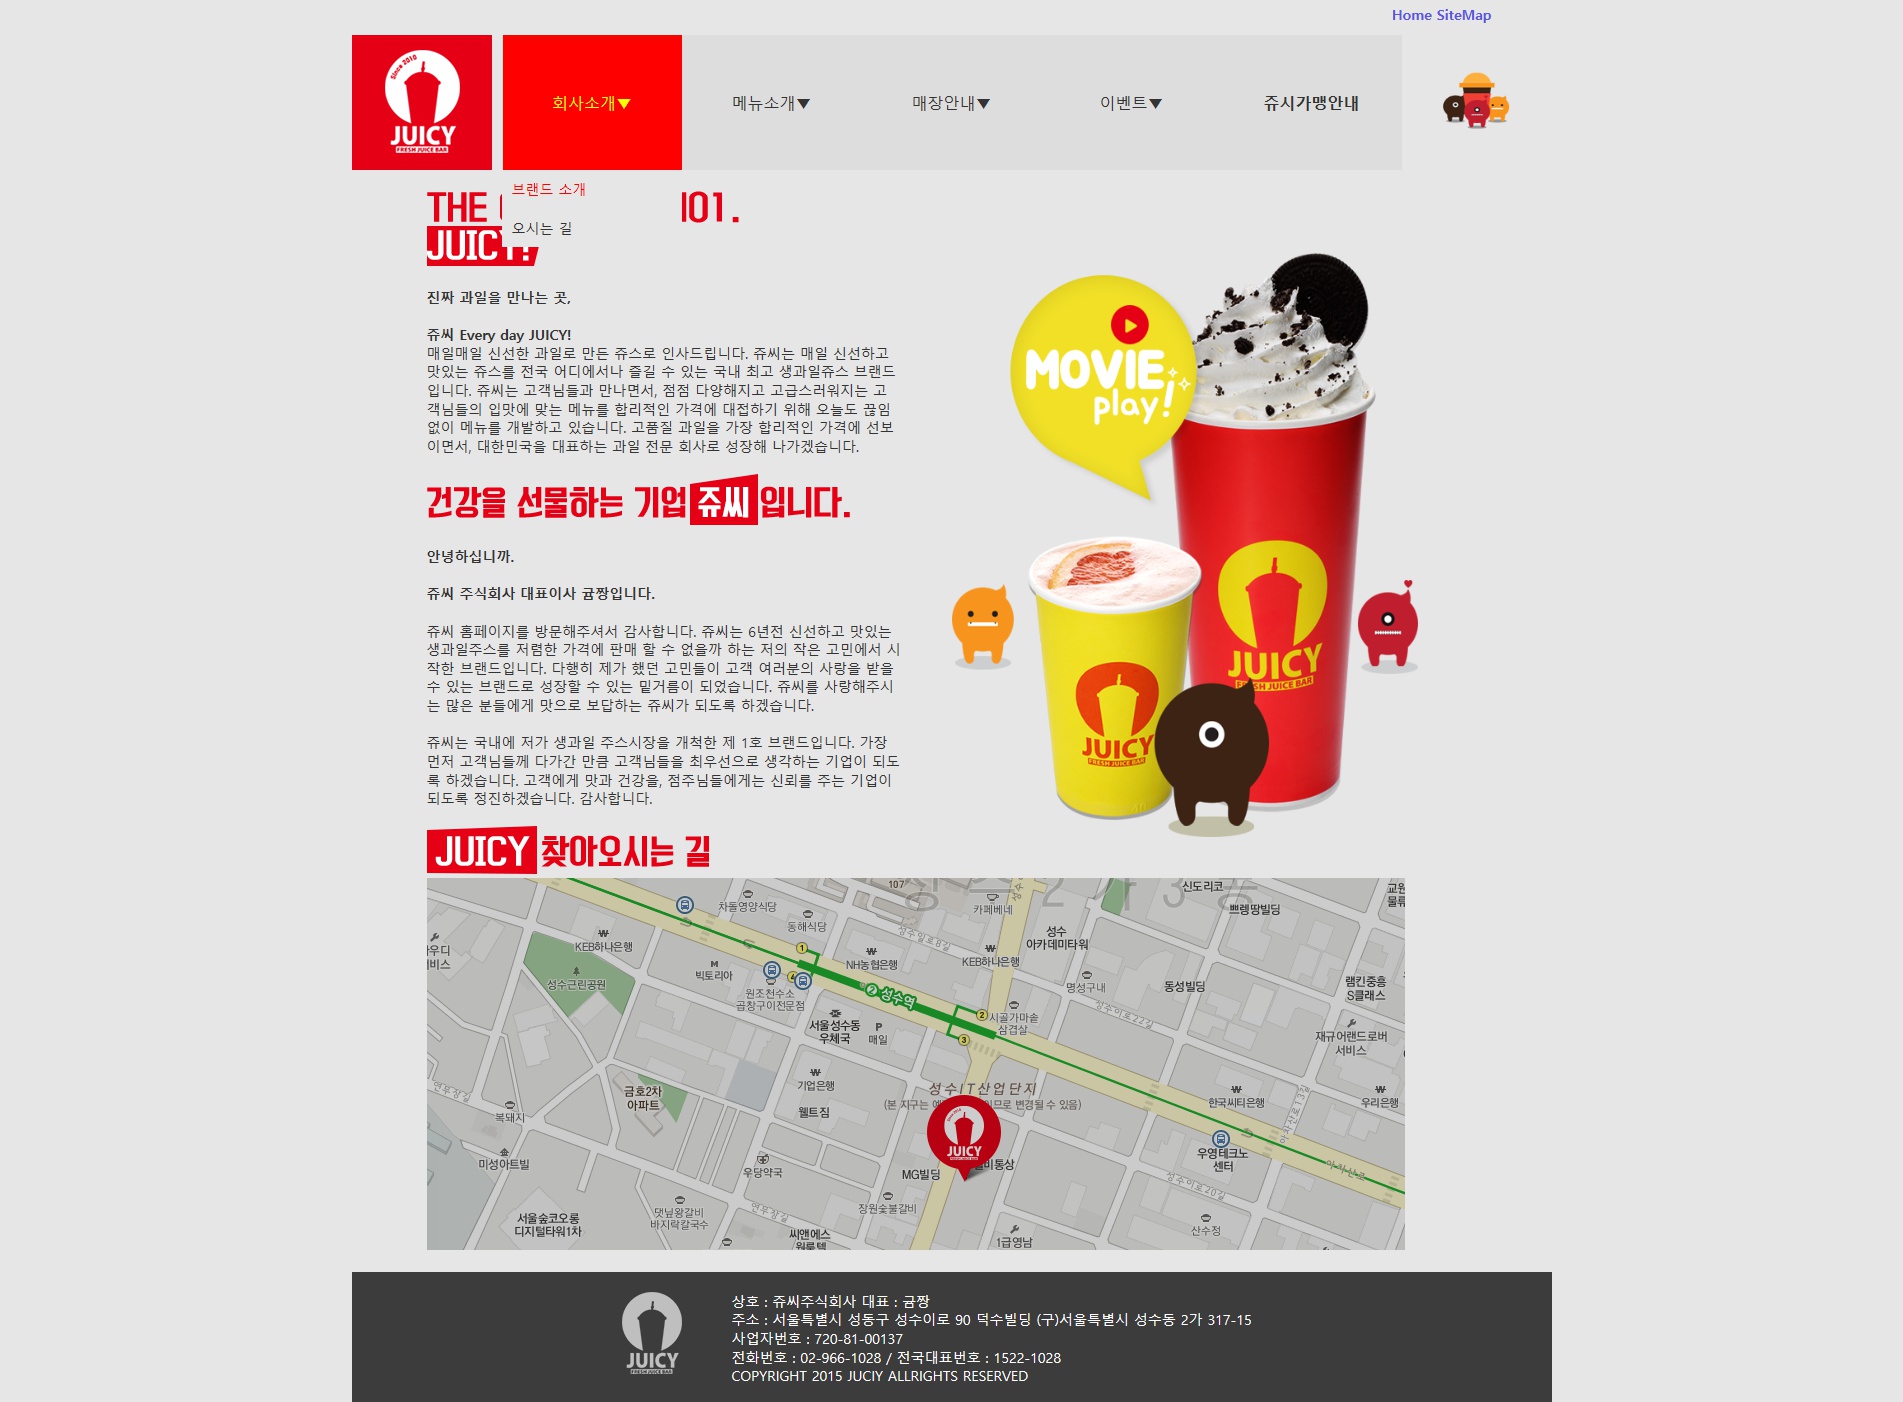 Home SiteMap
Since 2010
JUICY
FRESH JUICE BAR
회사소개▼
메뉴소개▼
매장안내▼
이벤트▼
쥬시가맹안내
브랜드 소개
오시는 길
THE
101.
JUICY!
진짜 과일을 만나는 곳,
쥬씨 Every day JUICY!
매일매일 신선한 과일로 만든 쥬스로 인사드립니다. 쥬씨는 매일 신선하고
맛있는 쥬스를 전국 어디에서나 즐길 수 있는 국내 최고 생과일쥬스 브랜드
입니다. 쥬씨는 고객님들과 만나면서, 점점 다양해지고 고급스러워지는 고
객님들의 입맛에 맞는 메뉴를 합리적인 가격에 대접하기 위해 오늘도 끊임
없이 메뉴를 개발하고 있습니다. 고품질 과일을 가장 합리적인 가격에 선보
이면서, 대한민국을 대표하는 과일 전문 회사로 성장해 나가겠습니다.
MOVIE
play!
건강을 선물하는 기업 쥬씨 입니다.
안녕하십니까.
쥬씨 주식회사 대표이사 귬짱입니다.
쥬씨 홈페이지를 방문해주셔서 감사합니다. 쥬씨는 6년전 신선하고 맛있는
생과일주스를 저렴한 가격에 판매 할 수 없을까 하는 저의 작은 고민에서 시
작한 브랜드입니다. 다행히 제가 했던 고민들이 고객 여러분의 사랑을 받을
수 있는 브랜드로 성장할 수 있는 밑거름이 되었습니다. 쥬씨를 사랑해주시
는 많은 분들에게 맛으로 보답하는 쥬씨가 되도록 하겠습니다.
쥬씨는 국내에 저가 생과일 주스시장을 개척한 제 1호 브랜드입니다. 가장
먼저 고객님들께 다가간 만큼 고객님들을 최우선으로 생각하는 기업이 되도
록 하겠습니다. 고객에게 맛과 건강을, 점주님들에게는 신뢰를 주는 기업이
되도록 정진하겠습니다. 감사합니다.
JUICY
FRESH JUICE BAR
JUICY
FRESH JUICE BAR
JUICY 찾아오시는 길
107
신도리코
차돌영양식당
카페베네
쁘렝땅빌딩
동해식당
성수
아카데미타워
성수일로8길
KEB하나은행
NH농협은행
KEB하나은행
빅토리아
성수근린공원
원조천수소
곱창구이전문점
명성구내
동성빌딩
램킨중흥
S클래스
2 성수역
성수이로22길
시골가마솥
삼겹살
서울성수동
우체국
P
매일
재규어랜드로버
서비스
기업은행
성수IT산업단지
(본 지구는 예
이므로 변경될 수 있음)
연무장길
금호2차
아파트
복돼지
웰트짐
한국씨티은행
우리은행
아차산로13길
JUICY
미성아트빌
우당약국
MG빌딩
비통상
우영테크노
센터
아차산로
성수이로20길
댓닢왕갈비
바지락칼국수
연무장길
장원숯불갈비
서울숲코오롱
디지털타워1차
씨앤에스
원룸텔
1급영남
산수정
JUICY
FRESH JUICE BAR
상호 : 쥬씨주식회사 대표 : 귬짱
주소 : 서울특별시 성동구 성수이로 90 덕수빌딩 (구)서울특별시 성수동 2가 317-15
사업자번호 : 720-81-00137
전화번호 : 02-966-1028 / 전국대표번호 : 1522-1028
COPYRIGHT 2015 JUCIY ALLRIGHTS RESERVED